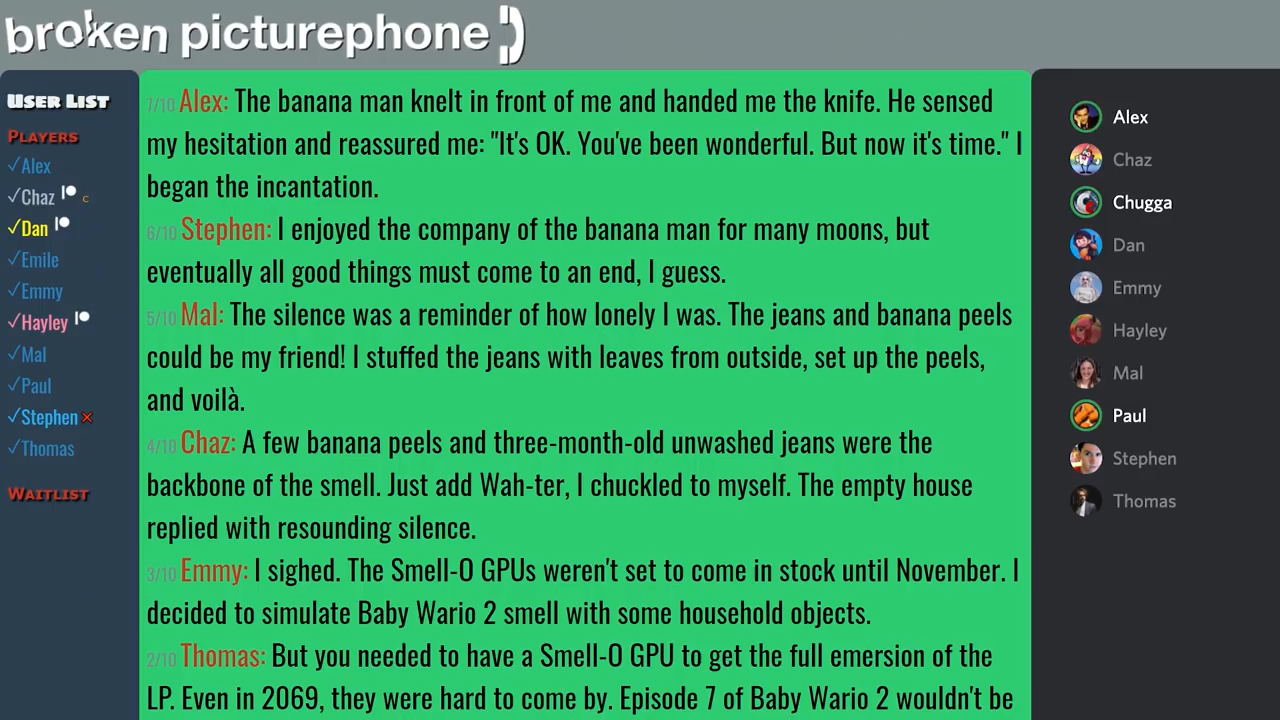 broken picturephone
User List
Players
✓Alex
✓Chaz c
✓Dan
✓Emile
✓Emmy
✓Hayley
✓Mal
✓Paul
✓Stephen
✓Thomas
Waitlist
7/10 Alex: The banana man knelt in front of me and handed me the knife. He sensed
my hesitation and reassured me: "It's OK. You've been wonderful. But now it's time." I
began the incantation.
6/10 Stephen: I enjoyed the company of the banana man for many moons, but
eventually all good things must come to an end, I guess.
5/10 Mal: The silence was a reminder of how lonely I was. The jeans and banana peels
could be my friend! I stuffed the jeans with leaves from outside, set up the peels,
and voilà.
4/10 Chaz: A few banana peels and three-month-old unwashed jeans were the
backbone of the smell. Just add Wah-ter, I chuckled to myself. The empty house
replied with resounding silence.
3/10 Emmy: I sighed. The Smell-O GPUs weren't set to come in stock until November. I
decided to simulate Baby Wario 2 smell with some household objects.
2/10 Thomas: But you needed to have a Smell-O GPU to get the full emersion of the
LP. Even in 2069, they were hard to come by. Episode 7 of Baby Wario 2 wouldn't be
Alex
Chaz
Chugga
Dan
Emmy
Hayley
Mal
Paul
Stephen
Thomas